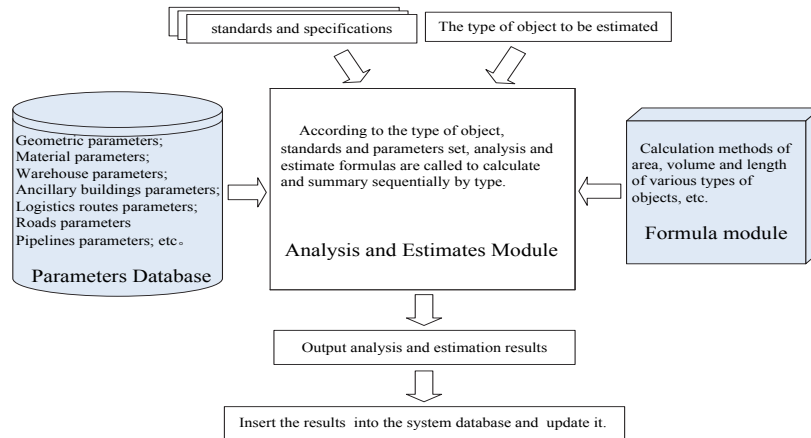 standards and specifications
The type of object to be estimated
Geometric parameters;
Material parameters;
Warehouse parameters;
Ancillary buildings parameters;
Logistics routes parameters;
Roads parameters
Pipelines parameters; etc。
Parameters Database
According to the type of object,
standards and parameters set, analysis and
estimate formulas are called to calculate
and summary sequentially by type.
Analysis and Estimates Module
Calculation methods of
area, volume and length
of various types of
objects, etc.
Formula module
Output analysis and estimation results
Insert the results into the system database and update it.